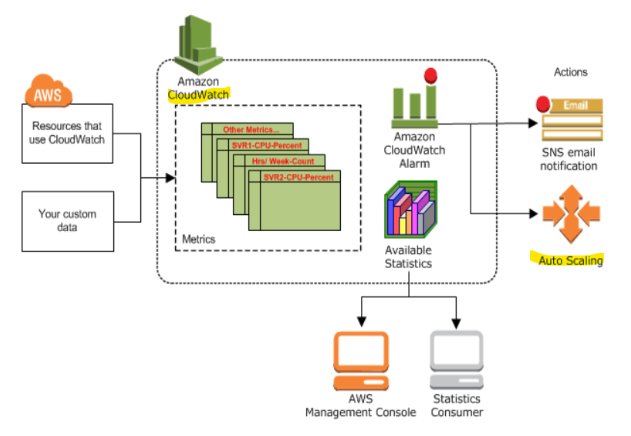 Amazon
CloudWatch
AWS
Resources that
use CloudWatch
Your custom
data
Other Metrics...
SVR1-CPU-Percent
Hrs/ Week-Count
SVR2-CPU-Percent
Metrics
Amazon
CloudWatch
Alarm
Available
Statistics
Actions
Email
SNS email
notification
Auto Scaling
AWS
Management Console
Statistics
Consumer